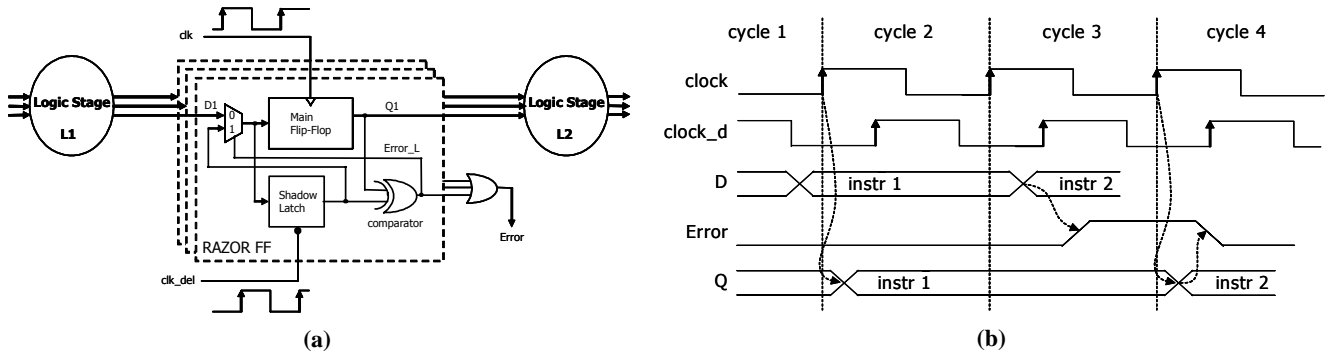 clk
Logic Stage
L1
D1
0
1
Main
Flip-Flop
Q1
Error_L
Shadow
Latch
comparator
RAZOR FF
clk_del
Error
Logic Stage
L2
(a)
cycle 1
cycle 2
cycle 3
cycle 4
clock
clock_d
D
instr 1
instr 2
Error
Q
instr 1
instr 2
(b)